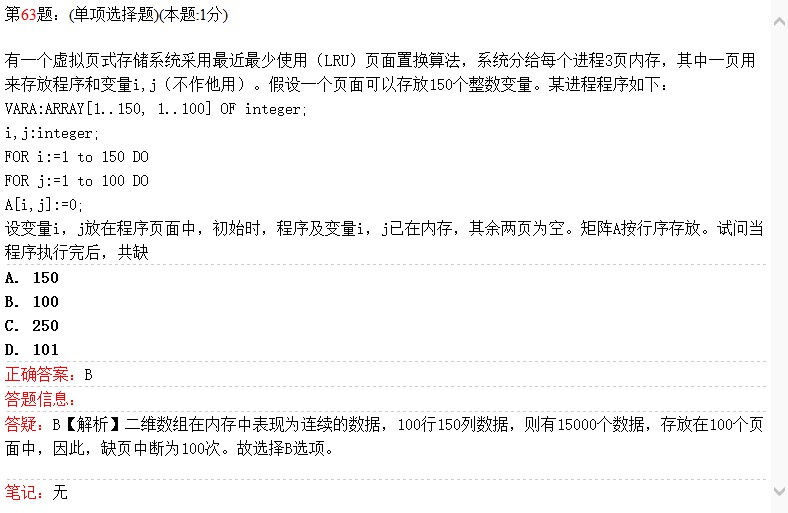 第63题：(单项选择题)(本题:1分)
有一个虚拟页式存储系统采用最近最少使用（LRU）页面置换算法，系统分给每个进程3页内存，其中一页用
来存放程序和变量i,j（不作他用）。假设一个页面可以存放150个整数变量。某进程程序如下：
VARA:ARRAY[1..150, 1..100] OF integer;
i,j:integer;
FOR i:=1 to 150 DO
FOR j:=1 to 100 DO
A[i,j]:=0;
设变量i，j放在程序页面中，初始时，程序及变量i，j已在内存，其余两页为空。矩阵A按行序存放。试问当
程序执行完后，共缺
A. 150
B. 100
C. 250
D. 101
正确答案：B
答题信息：
答疑：B【解析】二维数组在内存中表现为连续的数据，100行150列数据，则有15000个数据，存放在100个页
面中，因此，缺页中断为100次。故选择B选项。
笔记：无